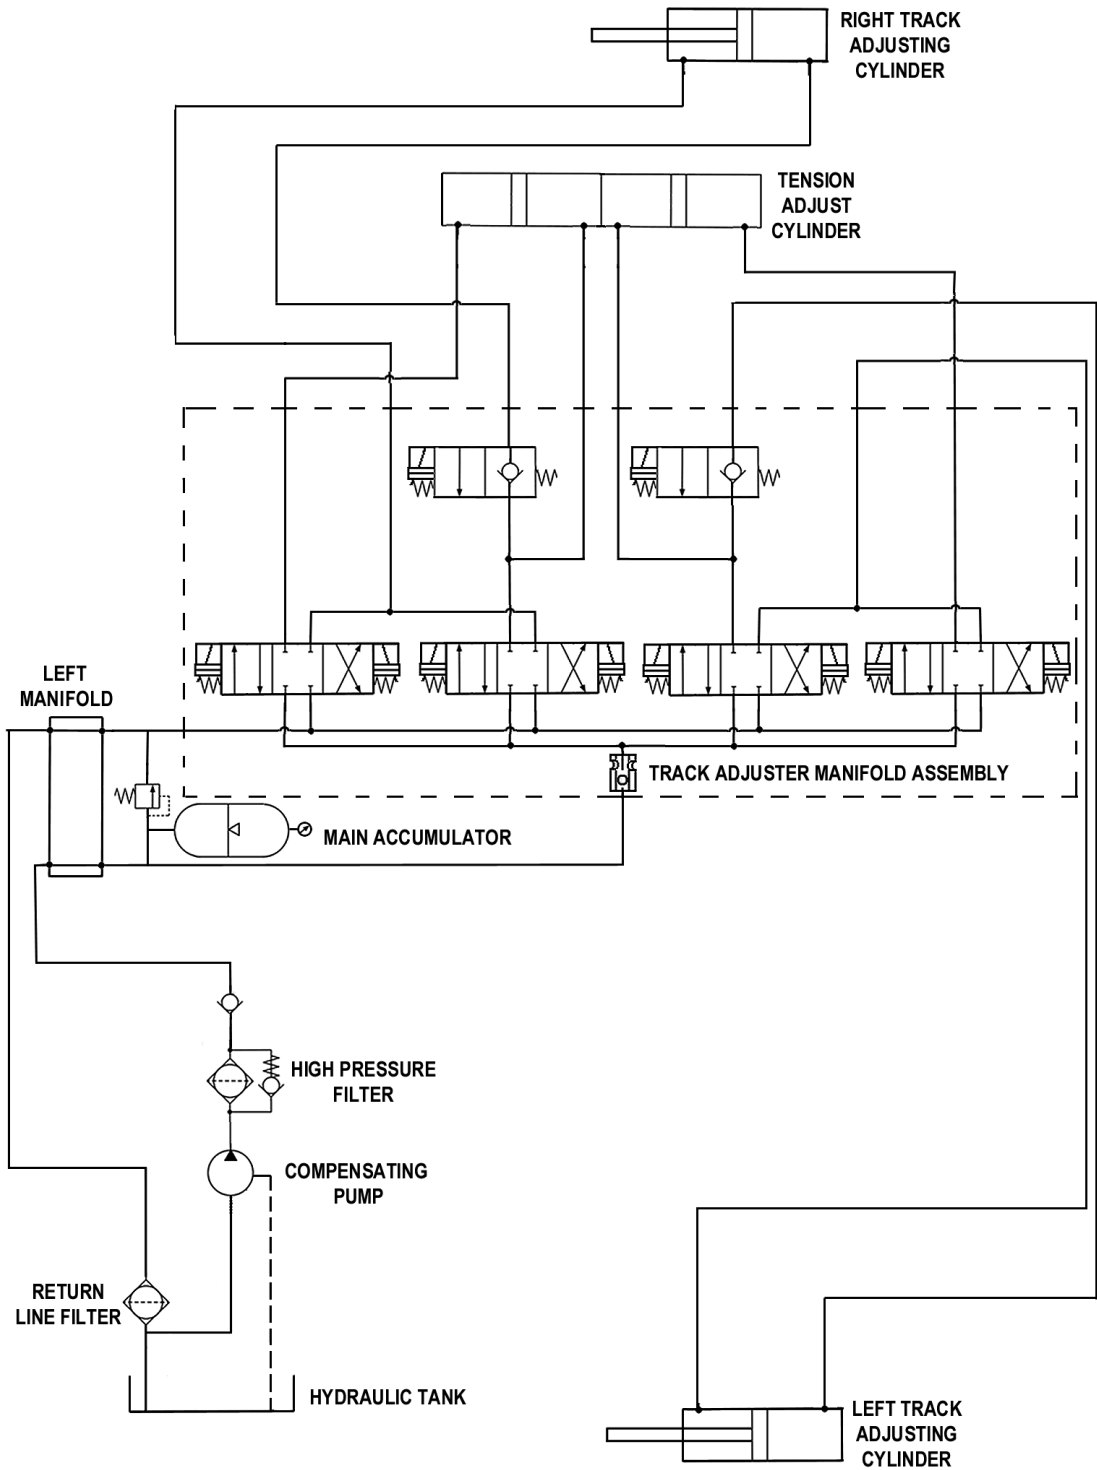 RIGHT TRACK
ADJUSTING
CYLINDER
TENSION
ADJUST
CYLINDER
LEFT
MANIFOLD
TRACK ADJUSTER MANIFOLD ASSEMBLY
MAIN ACCUMULATOR
HIGH PRESSURE
FILTER
COMPENSATING
PUMP
RETURN
LINE FILTER
HYDRAULIC TANK
LEFT TRACK
ADJUSTING
CYLINDER